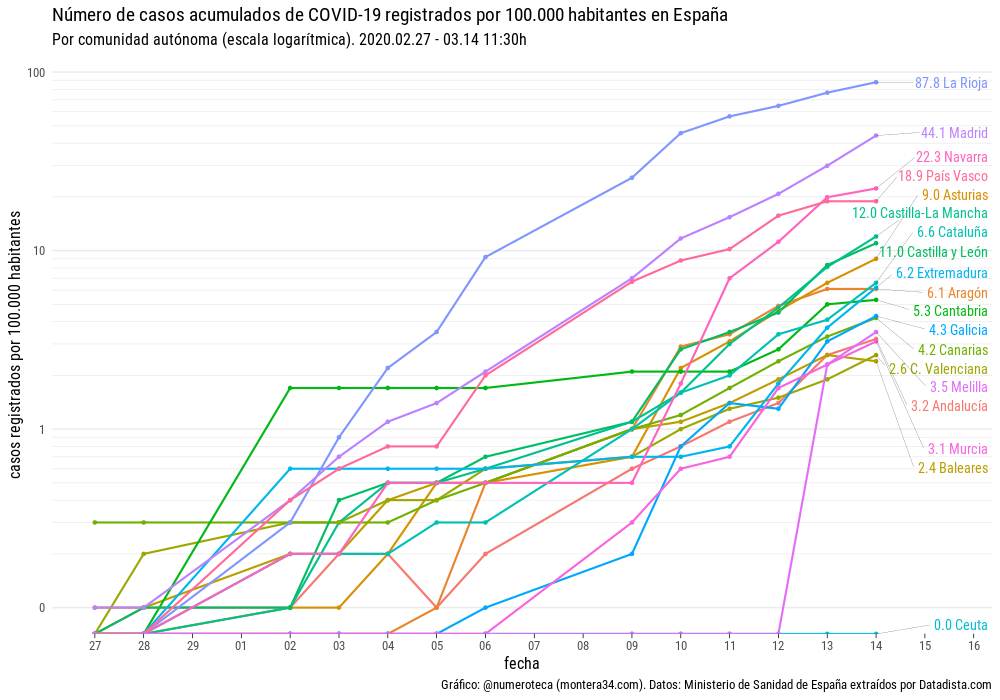 Número de casos acumulados de COVID-19 registrados por 100.000 habitantes en España
Por comunidad autónoma (escala logarítmica). 2020.02.27 - 03.14 11:30h
casos registrados por 100.000 habitantes
100
10
1
0
87.8 La Rioja
44.1 Madrid
22.3 Navarra
18.9 País Vasco
9.0 Asturias
12.0 Castilla-La Mancha
6.6 Cataluña
11.0 Castilla y León
6.2 Extremadura
6.1 Aragón
5.3 Cantabria
4.3 Galicia
4.2 Canarias
2.6 C. Valenciana
3.5 Melilla
3.2 Andalucía
3.1 Murcia
2.4 Baleares
0.0 Ceuta
27 28 29 01 02 03 04 05 06 07 08 09 10 11 12 13 14 15 16
fecha
Gráfico: @numeroteca (montera34.com). Datos: Ministerio de Sanidad de España extraídos por Datadista.com